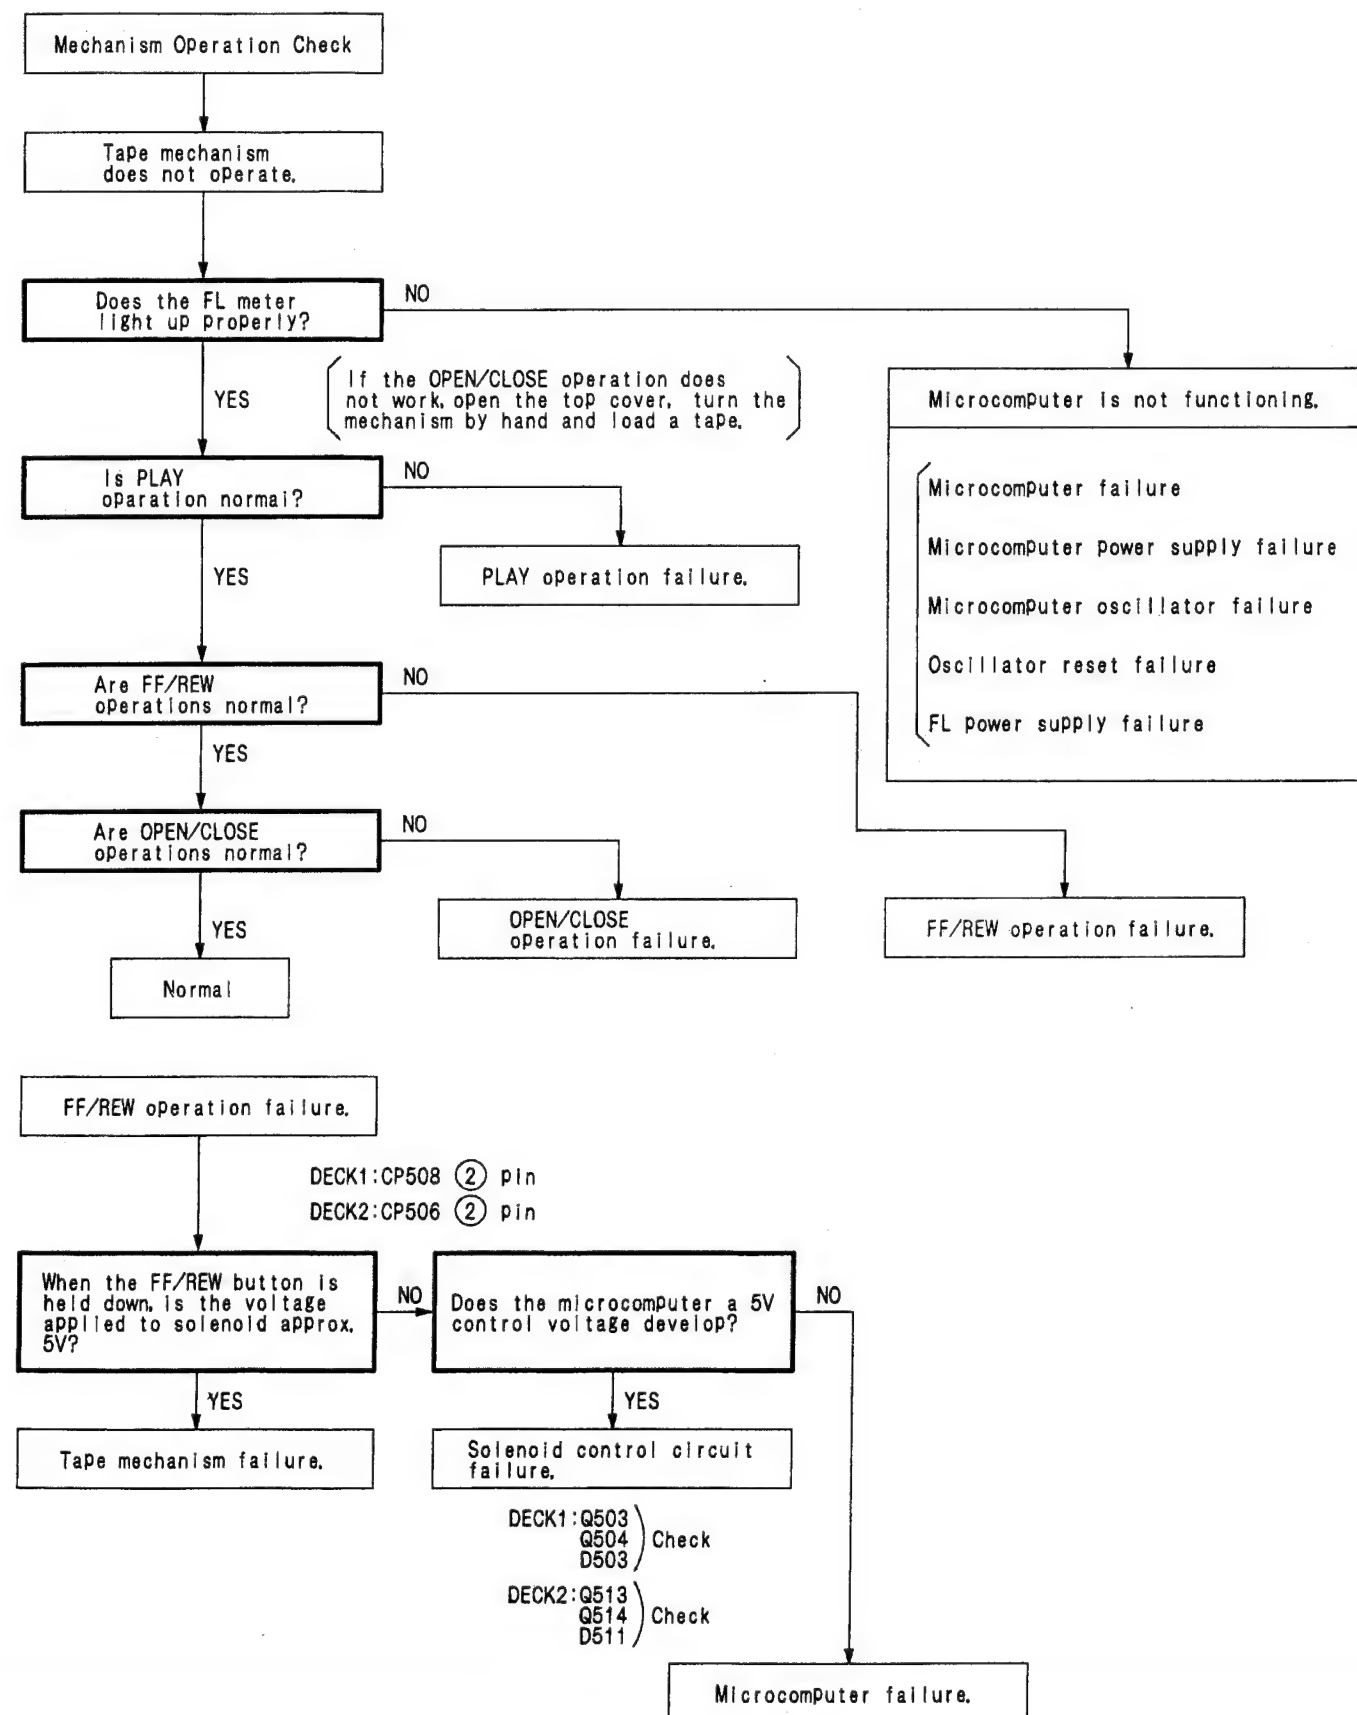 Mechanism Operation Check
Tape mechanism
does not operate.
Does the FL meter
light up properly?
NO
YES
If the OPEN/CLOSE operation does
not work, open the top cover, turn the
mechanism by hand and load a tape.
Microcomputer is not functioning.
Microcomputer failure
Microcomputer power supply failure
Microcomputer oscillator failure
Oscillator reset failure
FL power supply failure
Is PLAY
oparation normal?
NO
PLAY operation failure.
YES
Are FF/REW
operations normal?
NO
YES
Are OPEN/CLOSE
operations normal?
NO
OPEN/CLOSE
operation failure.
FF/REW operation failure.
YES
Normal
FF/REW operation failure.
DECK1:CP508 ② pin
DECK2:CP506 ② pin
When the FF/REW button is
held down, is the voltage
applied to solenoid approx.
5V?
NO
Does the microcomputer a 5V
control voltage develop?
NO
YES
YES
Tape mechanism failure.
Solenoid control circuit
failure.
DECK1:Q503
Q504
D503
Check
DECK2:Q513
Q514
D511
Check
Microcomputer failure.